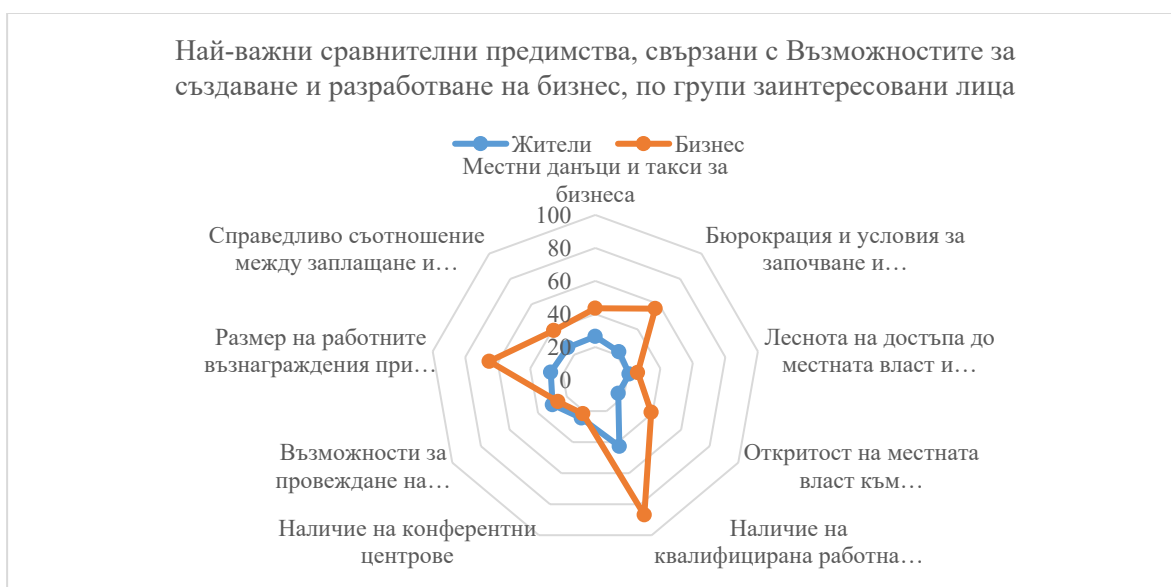 Най-важни сравнителни предимства, свързани с Възможностите за
създаване и разработване на бизнес, по групи заинтересовани лица
Жители
Бизнес
Местни данъци и такси за
бизнеса
100
80
60
40
20
0
Бюрокрация и условия за
започване и…
Леснота на достъпа до
местната власт и…
Откритост на местната
власт към…
Наличие на
квалифицирана работна…
Наличие на конферентни
центрове
Възможности за
провеждане на…
Размер на работните
възнаграждения при…
Справедливо съотношение
между заплащане и…